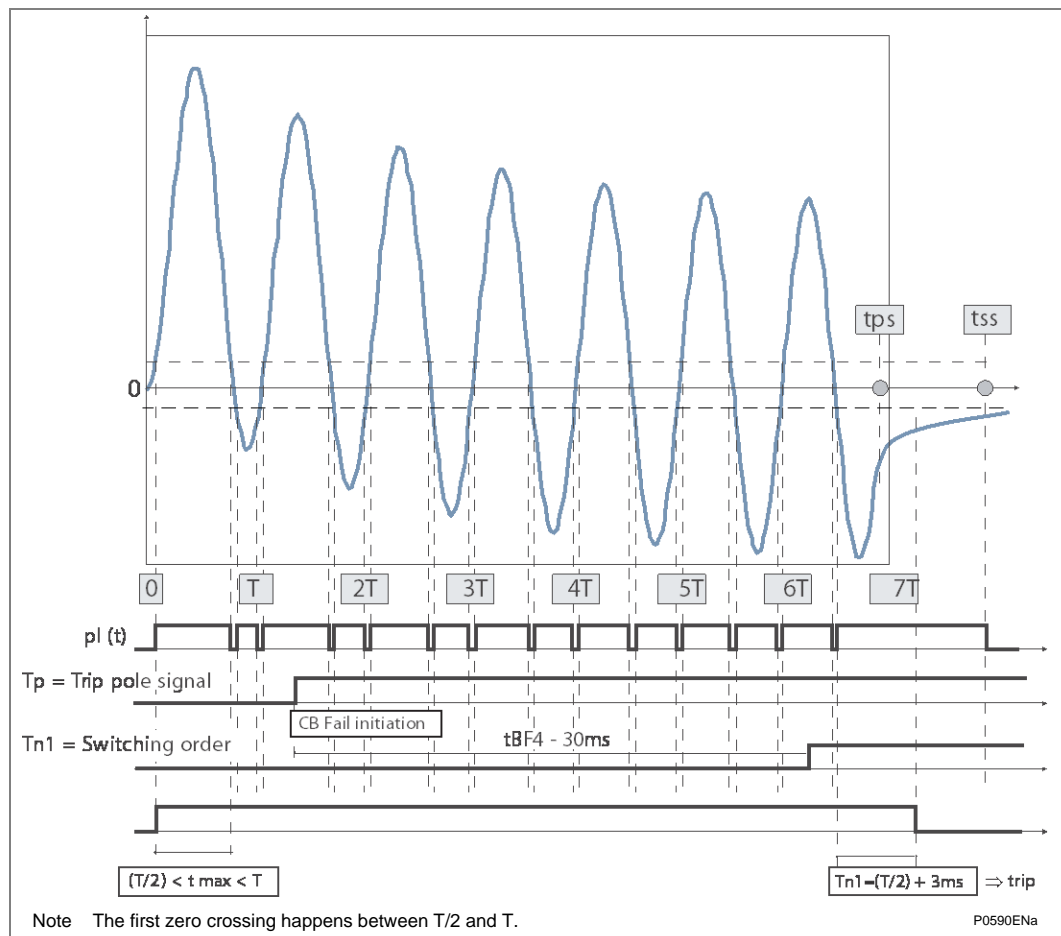 tps
tss
0
0
T
2T
3T
4T
5T
6T
7T
pI (t)
Tp = Trip pole signal
CB Fail initiation
Tn1 = Switching order
tBF4 - 30ms
(T/2) < t max < T
Tn1-(T/2) + 3ms
⇒ trip
Note The first zero crossing happens between T/2 and T.
P0590ENa